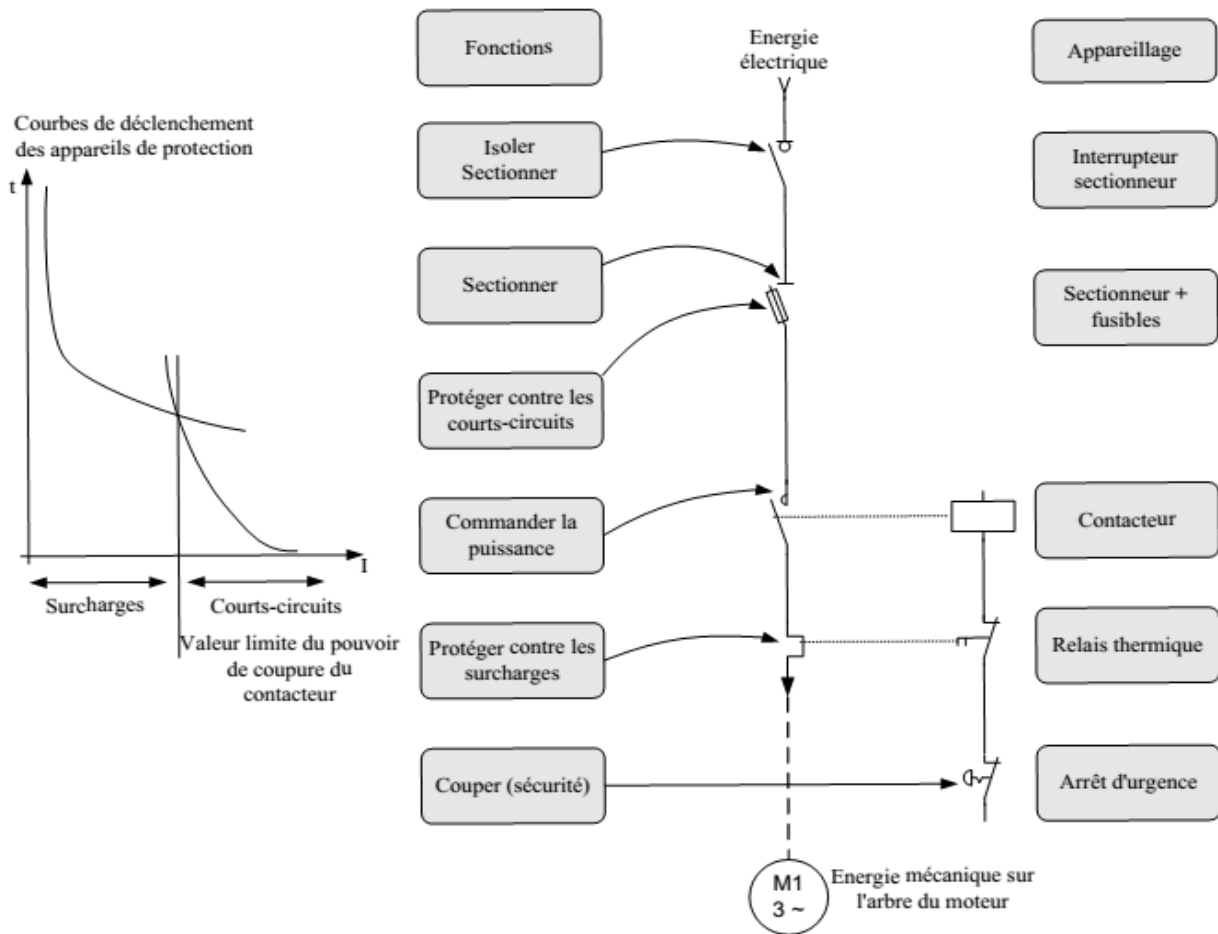 Fonctions
Energie
électrique
Appareillage
Courbes de déclenchement
des appareils de protection
t
I
Surcharges
Courts-circuits
Valeur limite du pouvoir
de coupure du
contacteur
Isoler
Sectionner
Interrupteur
sectionneur
Sectionner
Sectionneur +
fusibles
Protéger contre les
courts-circuits
Commander la
puissance
Contacteur
Protéger contre les
surcharges
Relais thermique
Couper (sécurité)
Arrêt d'urgence
M1
3 ~
Energie mécanique sur
l'arbre du moteur